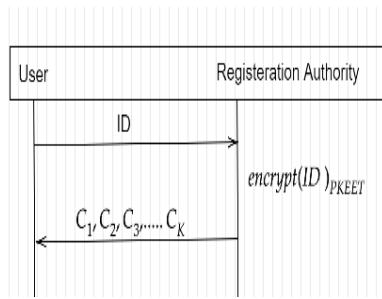 User Registeration Authority
ID
encrypt(ID)PKEET
C1, C2, C3,..... CK